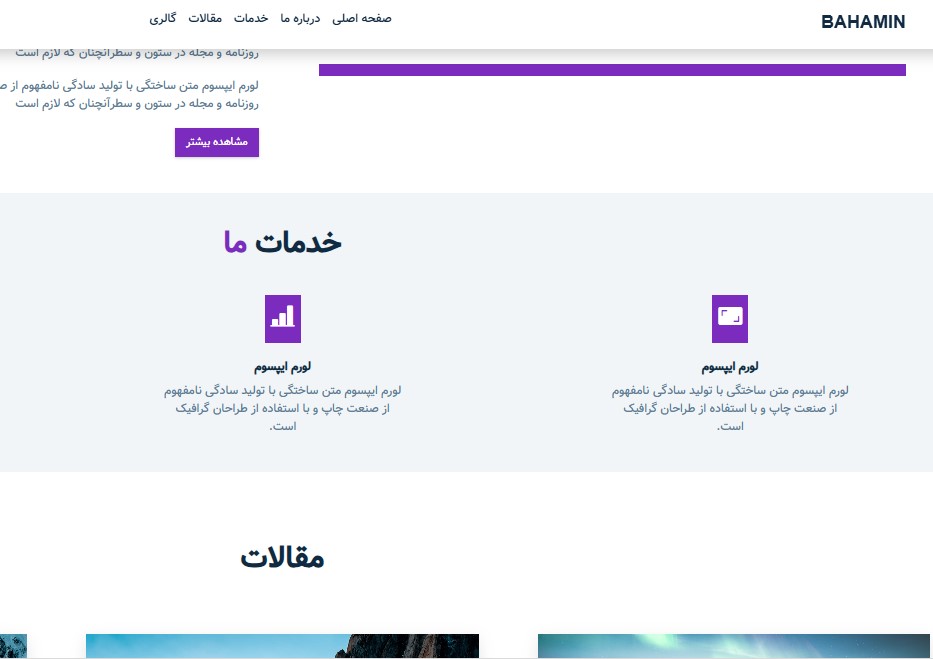 BAHAMIN
صفحه اصلی درباره ما خدمات مقالات گالری
روزنامه و مجله در ستون و سطرآنچنان که لازم است
لورم ایپسوم متن ساختگی با تولید سادگی نامفهوم از
روزنامه و مجله در ستون و سطرآنچنان که لازم است
مشاهده بیشتر
خدمات ما
لورم ایپسوم
لورم ایپسوم متن ساختگی با تولید سادگی نامفهوم
از صنعت چاپ و با استفاده از طراحان گرافیک
است.
لورم ایپسوم
لورم ایپسوم متن ساختگی با تولید سادگی نامفهوم
از صنعت چاپ و با استفاده از طراحان گرافیک
است.
مقالات